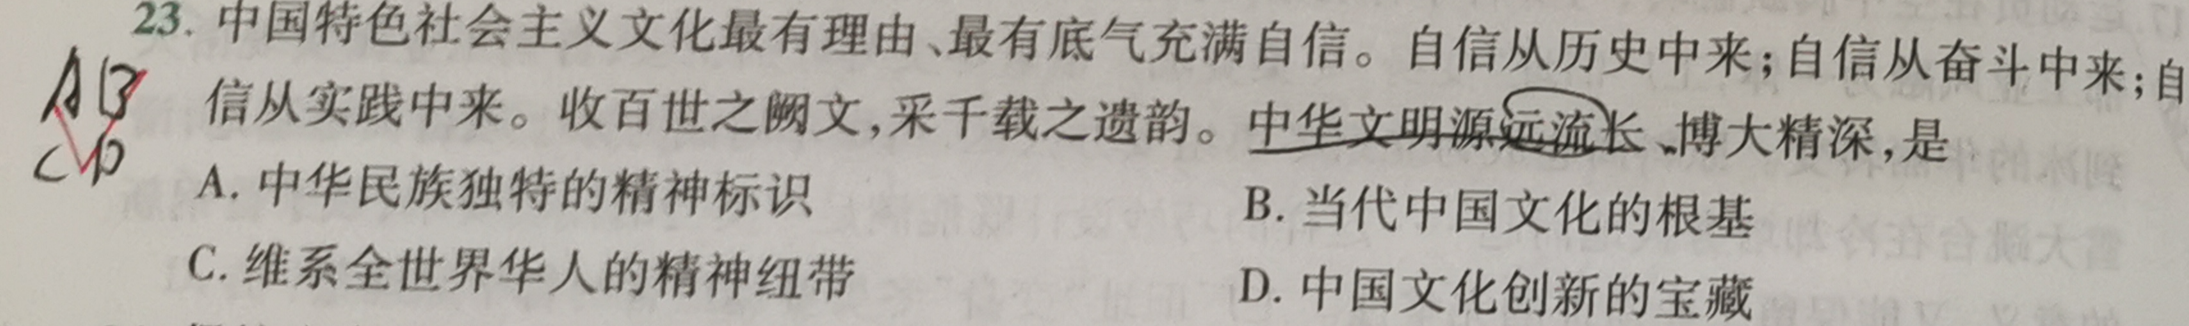 23. 中国特色社会主义文化最有理由、最有底气充满自信。自信从历史中来;自信从奋斗中来;自
信从实践中来。收百世之阙文,采千载之遗韵。中华文明源远流长、博大精深,是
AB
CD
A. 中华民族独特的精神标识
B. 当代中国文化的根基
C. 维系全世界华人的精神纽带
D. 中国文化创新的宝藏